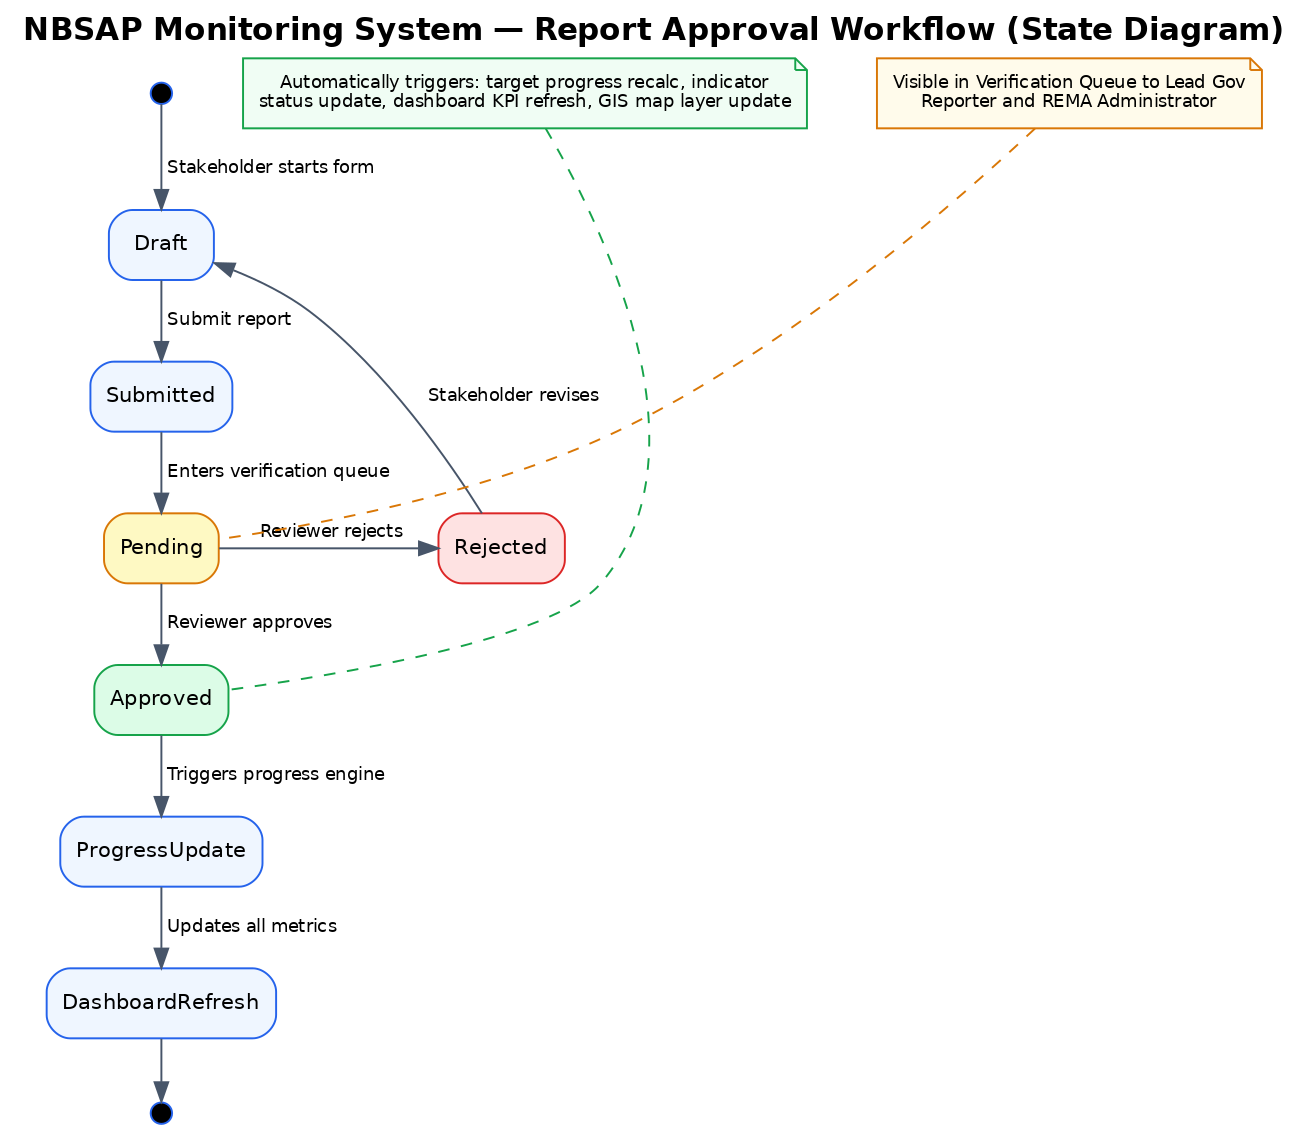 NBSAP Monitoring System — Report Approval Workflow (State Diagram)
Automatically triggers: target progress recalc, indicator
status update, dashboard KPI refresh, GIS map layer update
Visible in Verification Queue to Lead Gov
Reporter and REMA Administrator
Stakeholder starts form
Draft
Submit report
Submitted
Stakeholder revises
Enters verification queue
Reviewer rejects
Pending
Rejected
Reviewer approves
Approved
Triggers progress engine
ProgressUpdate
Updates all metrics
DashboardRefresh